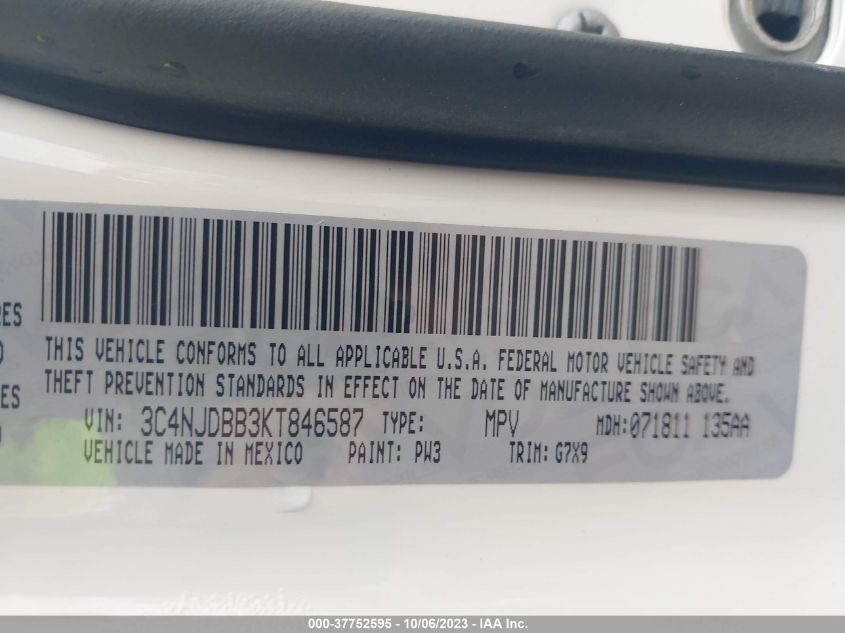 RES
THIS VEHICLE CONFORMS TO ALL APPLICABLE U.S.A. FEDERAL MOTOR VEHICLE SAFETY AND
THEFT PREVENTION STANDARDS IN EFFECT ON THE DATE OF MANUFACTURE SHOWN ABOVE.
ES
VIN: 3C4NJDBB3KT846587 TYPE: MPV MDH:071811 135AA
VEHICLE MADE IN MEXICO PAINT: PW3 TRIM: G7X9
000-37752595 - 10/06/2023 - IAA Inc.